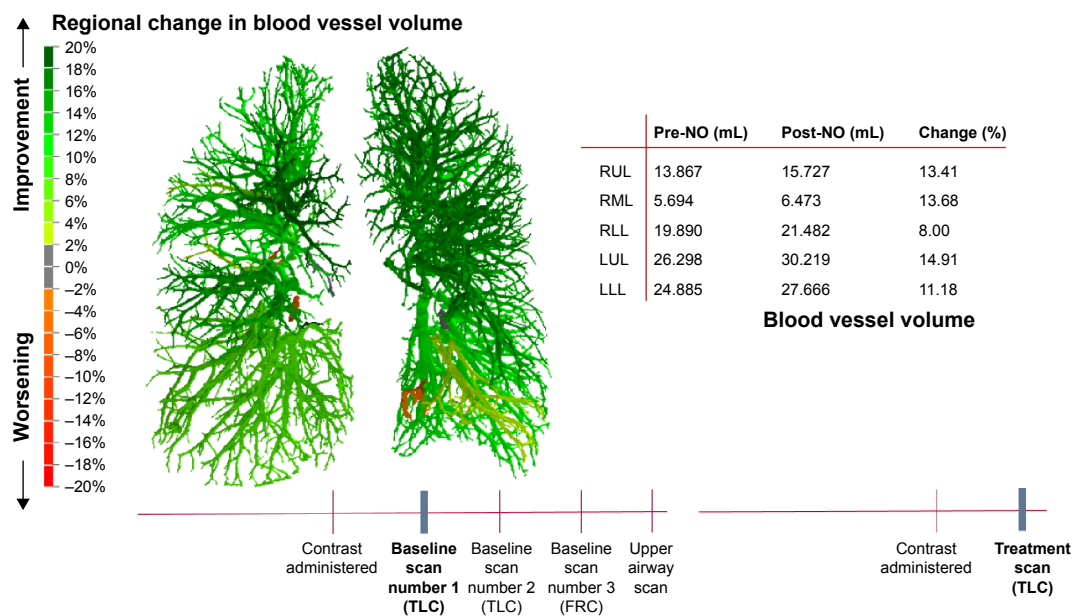 Regional change in blood vessel volume
Improvement
Worsening
20%
18%
16%
14%
12%
10%
8%
6%
4%
2%
0%
–2%
–4%
–6%
–8%
–10%
–12%
–14%
–16%
–18%
–20%
Pre-NO (mL) Post-NO (mL) Change (%)
RUL 13.867 15.727 13.41
RML 5.694 6.473 13.68
RLL 19.890 21.482 8.00
LUL 26.298 30.219 14.91
LLL 24.885 27.666 11.18
Blood vessel volume
Contrast
administered
Baseline
scan
number 1
(TLC)
Baseline
scan
number 2
(TLC)
Baseline
scan
number 3
(FRC)
Upper
airway
scan
Contrast
administered
Treatment
scan
(TLC)